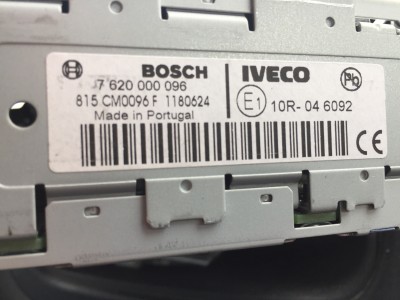 BOSCH IVECO Pb
7 620 000 096
815 CM0096 F 1180624 E1 10R- 04 6092
Made in Portugal
CE